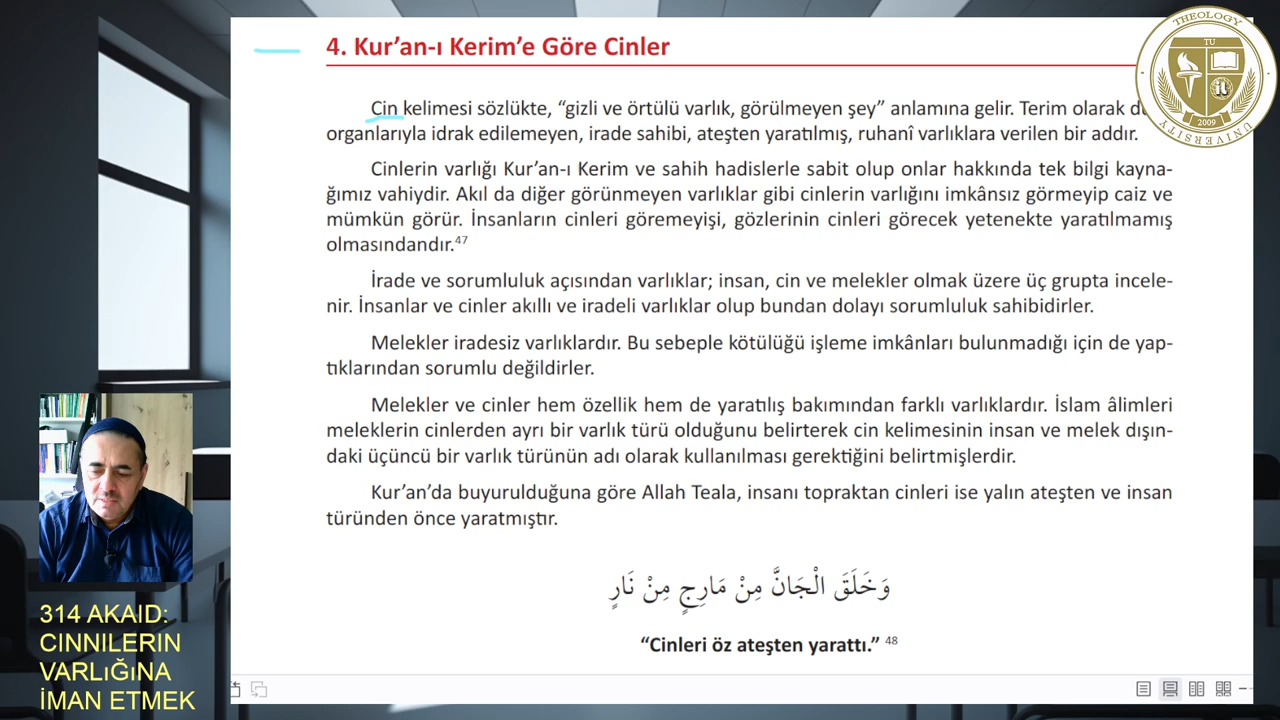 4. Kur’an-ı Kerim’e Göre Cinler
THEOLOGY
TU
2009
UNIVERSITY
Cin kelimesi sözlükte, “gizli ve örtülü varlık, görülmeyen şey” anlamına gelir. Terim olarak
organlarıyla idrak edilemeyen, irade sahibi, ateşten yaratılmış, ruhanî varlıklara verilen bir addır.
Cinlerin varlığı Kur’an-ı Kerim ve sahih hadislerle sabit olup onlar hakkında tek bilgi kayna-
ğımız vahiydir. Akıl da diğer görünmeyen varlıklar gibi cinlerin varlığını imkânsız görmeyip caiz ve
mümkün görür. İnsanların cinleri göremeyişi, gözlerinin cinleri görecek yetenekte yaratılmamış
olmasındandır.47
İrade ve sorumluluk açısından varlıklar; insan, cin ve melekler olmak üzere üç grupta incele-
nir. İnsanlar ve cinler akıllı ve iradeli varlıklar olup bundan dolayı sorumluluk sahibidirler.
Melekler iradesiz varlıklardır. Bu sebeple kötülüğü işleme imkânları bulunmadığı için de yap-
tıklarından sorumlu değildirler.
Melekler ve cinler hem özellik hem de yaratılış bakımından farklı varlıklardır. İslam âlimleri
meleklerin cinlerden ayrı bir varlık türü olduğunu belirterek cin kelimesinin insan ve melek dışın-
daki üçüncü bir varlık türünün adı olarak kullanılması gerektiğini belirtmişlerdir.
Kur’an’da buyurulduğuna göre Allah Teala, insanı topraktan cinleri ise yalın ateşten ve insan
türünden önce yaratmıştır.
وَخَلَقَ الْجَانَّ مِنْ مَارِجٍ مِنْ نَارٍ
“Cinleri öz ateşten yarattı.” 48
314 AKAID:
CINNILERIN
VARLıĞıNA
İMAN ETMEK